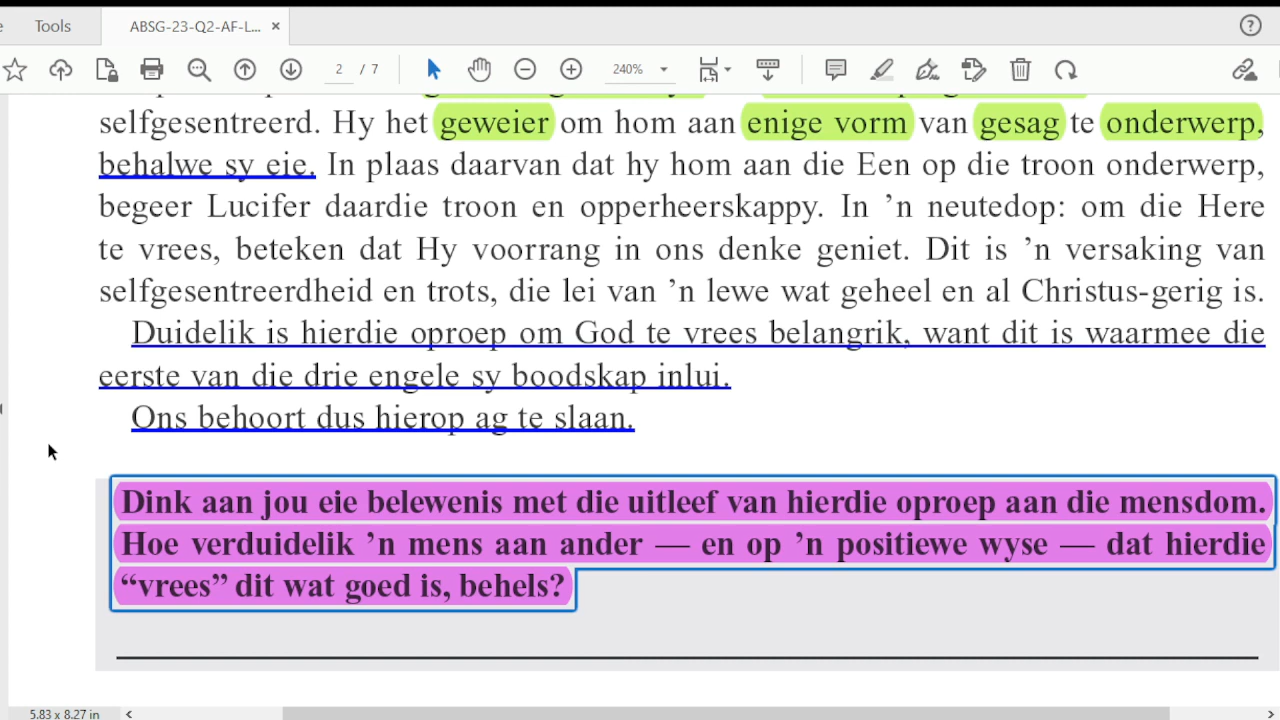 e Tools ABSG-23-Q2-AF-L... ×
2 / 7 240%
selfgesentreerd. Hy het geweier om hom aan enige vorm van gesag te onderwerp,
behalwe sy eie. In plaas daarvan dat hy hom aan die Een op die troon onderwerp,
begeer Lucifer daardie troon en opperheerskappy. In ’n neutedop: om die Here
te vrees, beteken dat Hy voorrang in ons denke geniet. Dit is ’n versaking van
selfgesentreerdheid en trots, die lei van ’n lewe wat geheel en al Christus-gerig is.
Duidelik is hierdie oproep om God te vrees belangrik, want dit is waarmee die
eerste van die drie engele sy boodskap inlui.
Ons behoort dus hierop ag te slaan.
Dink aan jou eie belewenis met die uitleef van hierdie oproep aan die mensdom.
Hoe verduidelik ’n mens aan ander — en op ’n positiewe wyse — dat hierdie
“vrees” dit wat goed is, behels?
5.83 x 8.27 in